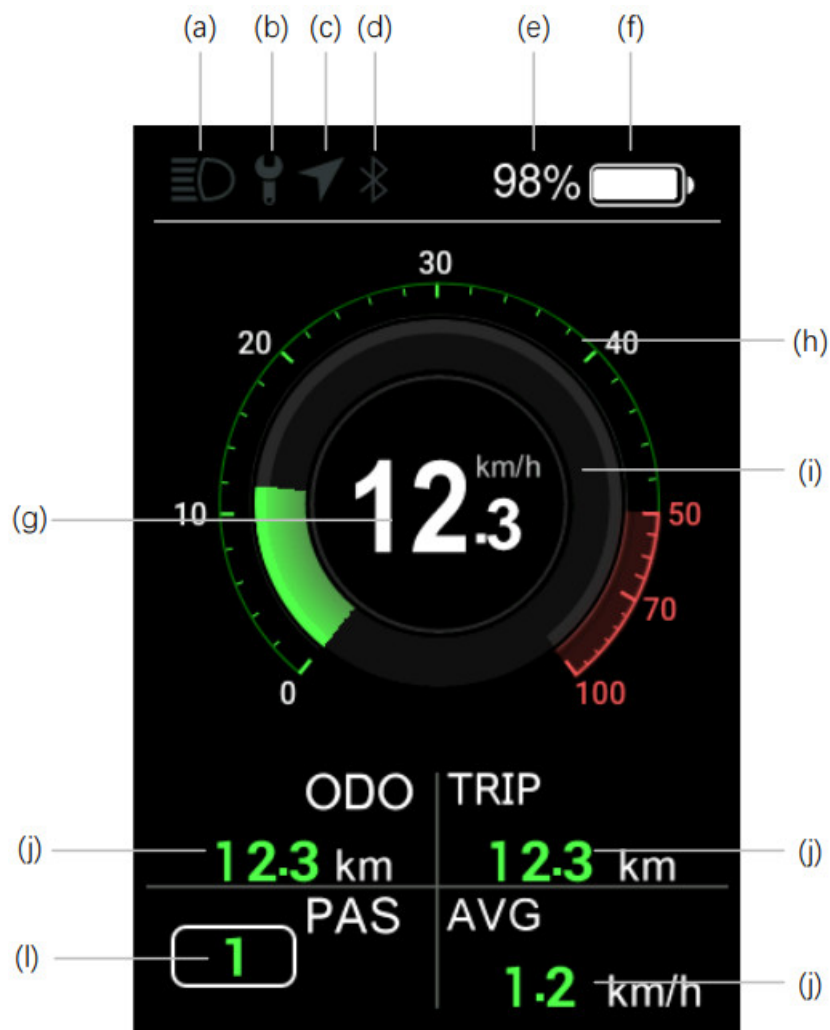 (a) (b) (c) (d) (e) (f)
98%
30
20 40 (h)
km/h
12.3 (i)
(g) 10 50
70
0 100
ODO TRIP
(j) 12.3 km 12.3 km (j)
PAS AVG
(l) 1
1.2 km/h (j)